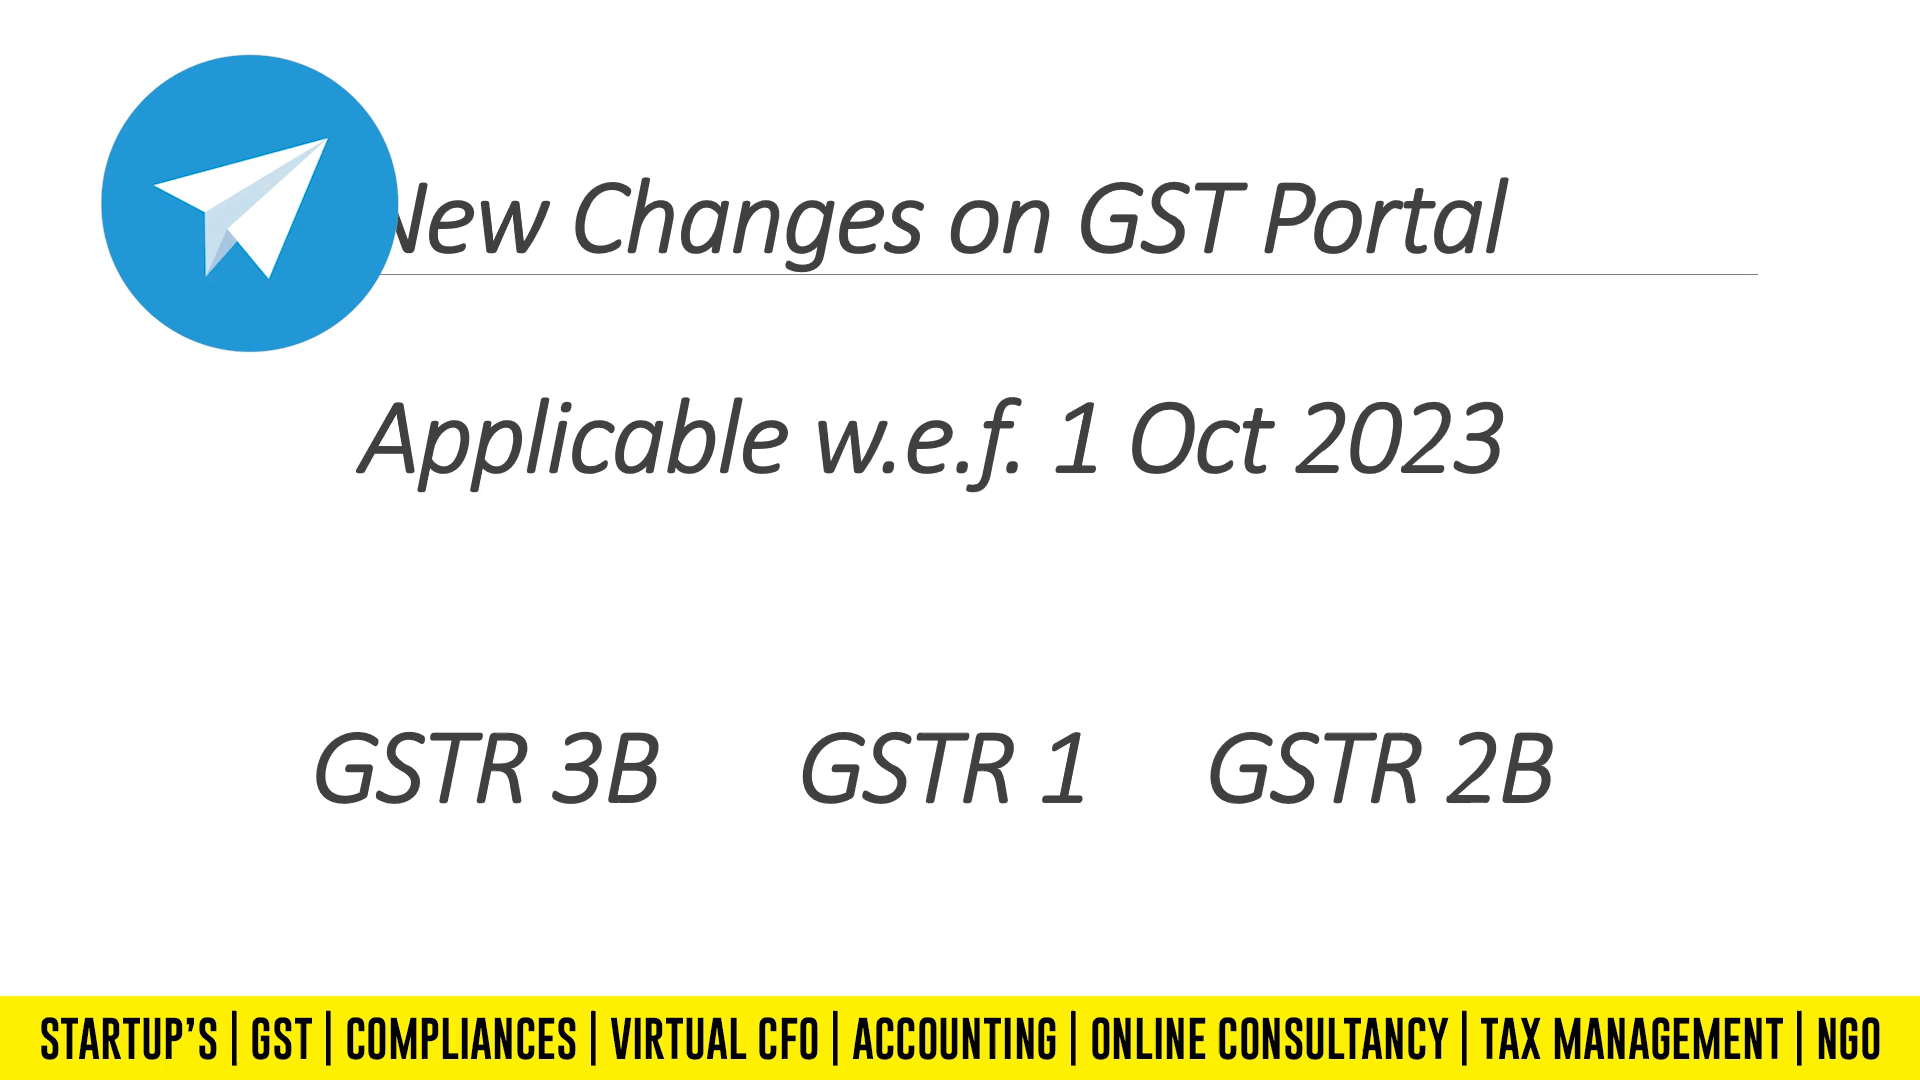 New Changes on GST Portal
Applicable w.e.f. 1 Oct 2023
GSTR 3B GSTR 1 GSTR 2B
STARTUP'S | GST | COMPLIANCES | VIRTUAL CFO | ACCOUNTING | ONLINE CONSULTANCY | TAX MANAGEMENT | NGO